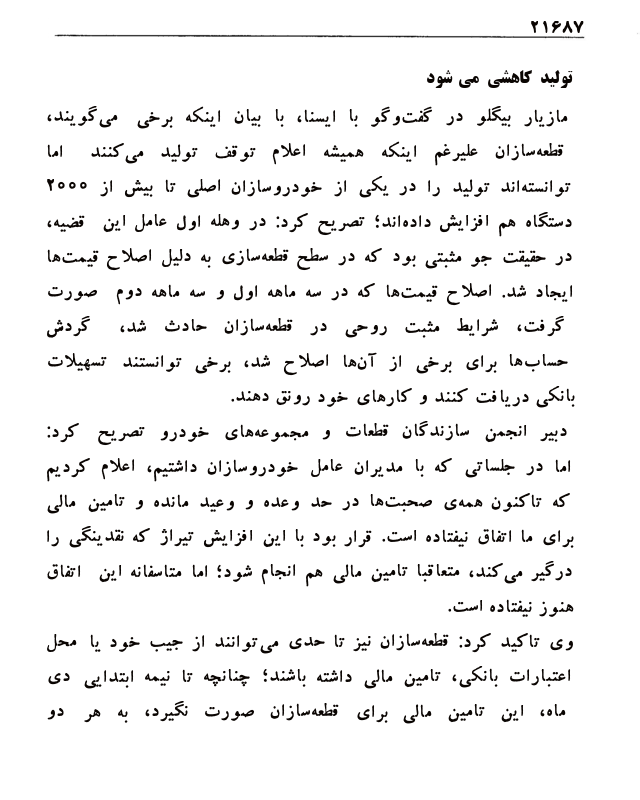 ۲۱۶۸۷
تولید کاهشی می شود
مازیار بیگلو در گفت‌وگو با ایسنا، با بیان اینکه برخی می‌گویند،
قطعه‌سازان علیرغم اینکه همیشه اعلام توقف تولید می‌کنند اما
توانسته‌اند تولید را در یکی از خودروسازان اصلی تا بیش از ۲۰۰۰
دستگاه هم افزایش داده‌اند؛ تصریح کرد: در وهله اول عامل این قضیه،
در حقیقت جو مثبتی بود که در سطح قطعه‌سازی به دلیل اصلاح قیمت‌ها
ایجاد شد. اصلاح قیمت‌ها که در سه ماهه اول و سه ماهه دوم صورت
گرفت، شرایط مثبت روحی در قطعه‌سازان حادث شد، گردش
حساب‌ها برای برخی از آن‌ها اصلاح شد، برخی توانستند تسهیلات
بانکی دریافت کنند و کارهای خود رونق دهند.
دبیر انجمن سازندگان قطعات و مجموعه‌های خودرو تصریح کرد:
اما در جلساتی که با مدیران عامل خودروسازان داشتیم، اعلام کردیم
که تاکنون همه‌ی صحبت‌ها در حد وعده و وعید مانده و تامین مالی
برای ما اتفاق نیفتاده است. قرار بود با این افزایش تیراژ که نقدینگی را
درگیر می‌کند، متعاقبا تامین مالی هم انجام شود؛ اما متاسفانه این اتفاق
هنوز نیفتاده است.
وی تاکید کرد: قطعه‌سازان نیز تا حدی می‌توانند از جیب خود یا محل
اعتبارات بانکی، تامین مالی داشته باشند؛ چنانچه تا نیمه ابتدایی دی
ماه، این تامین مالی برای قطعه‌سازان صورت نگیرد، به هر دو